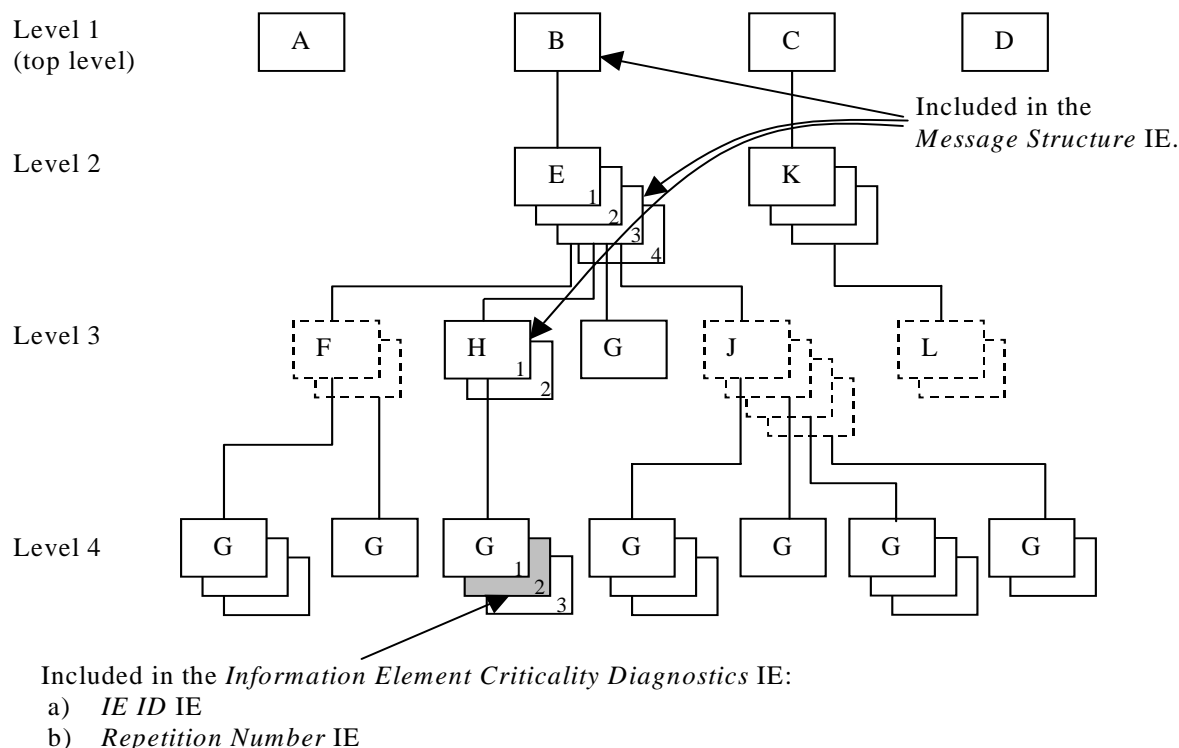 Level 1
(top level)
A
B
C
D
Included in the
Message Structure IE.
Level 2
E
1
2
3
4
K
Level 3
F
H
1
2
G
J
L
Level 4
G
G
G
1
2
3
G
G
G
G
Included in the Information Element Criticality Diagnostics IE:
a) IE ID IE
b) Repetition Number IE